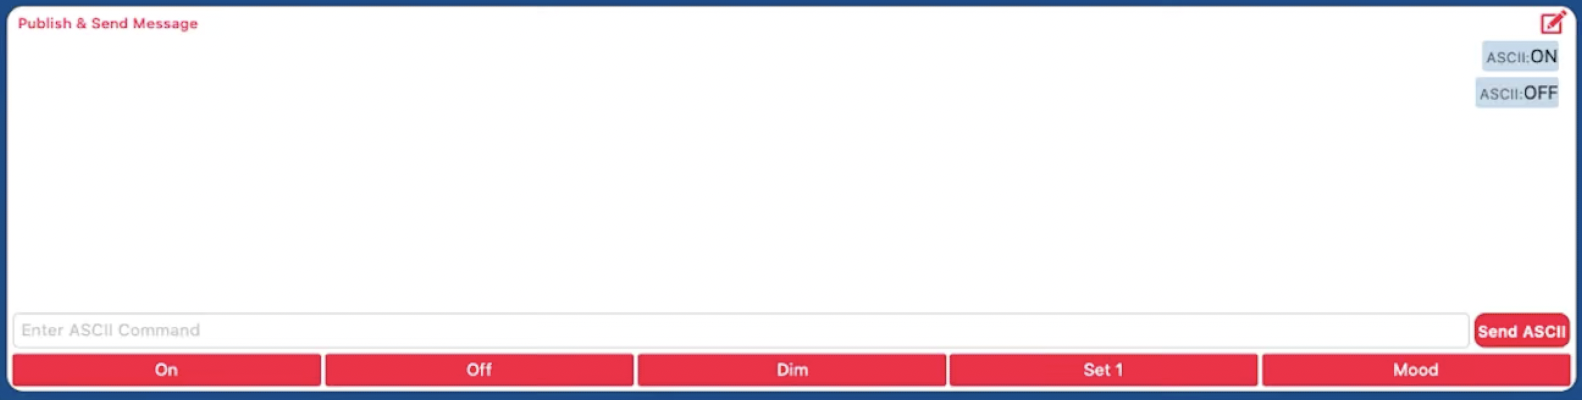 Publish & Send Message
ASCII:ON
ASCII:OFF
Enter ASCII Command
Send ASCII
On
Off
Dim
Set 1
Mood